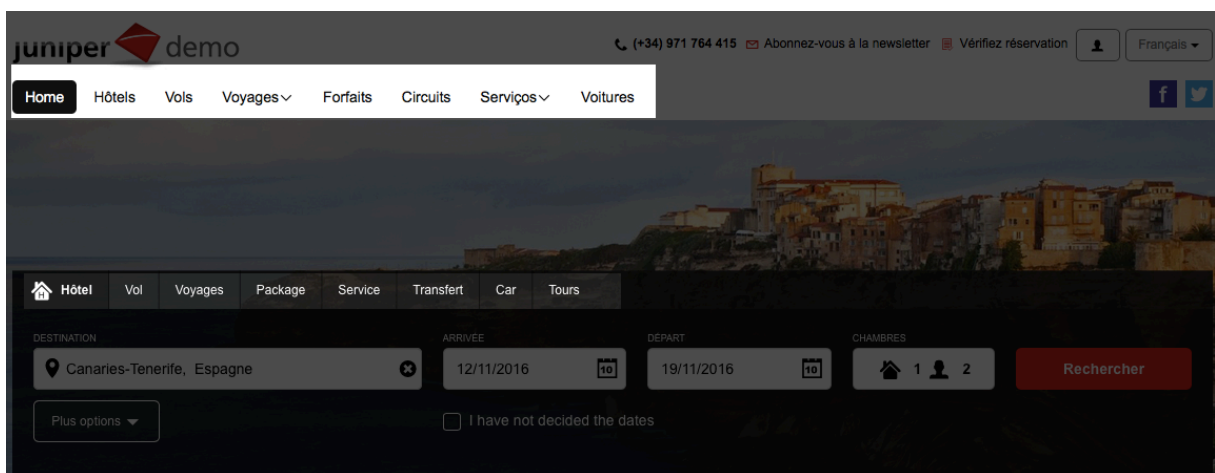 juniper demo
(+34) 971 764 415 Abonnez-vous à la newsletter Vérifiez réservation Français
Home Hôtels Vols Voyages Forfaits Circuits Serviços Voitures
f
Hôtel Vol Voyages Package Service Transfert Car Tours
DESTINATION ARRIVÉE DÉPART CHAMBRES
Canaries-Tenerife, Espagne 12/11/2016 10 19/11/2016 10 1 2 Rechercher
Plus options I have not decided the dates